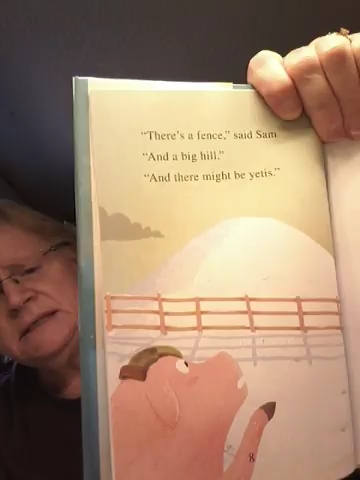 "There's a fence," said Sam
"And a big hill."
"And there might be yetis."
8